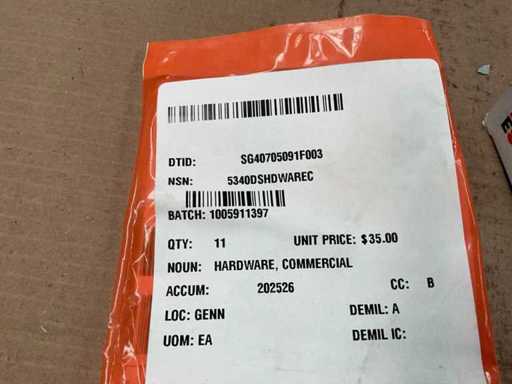 DTID: SG40705091F003
NSN: 5340DSHDWAREC
BATCH: 1005911397
QTY: 11 UNIT PRICE: $35.00
NOUN: HARDWARE, COMMERCIAL
ACCUM: 202526 CC: B
LOC: GENN DEMIL: A
UOM: EA DEMIL IC: